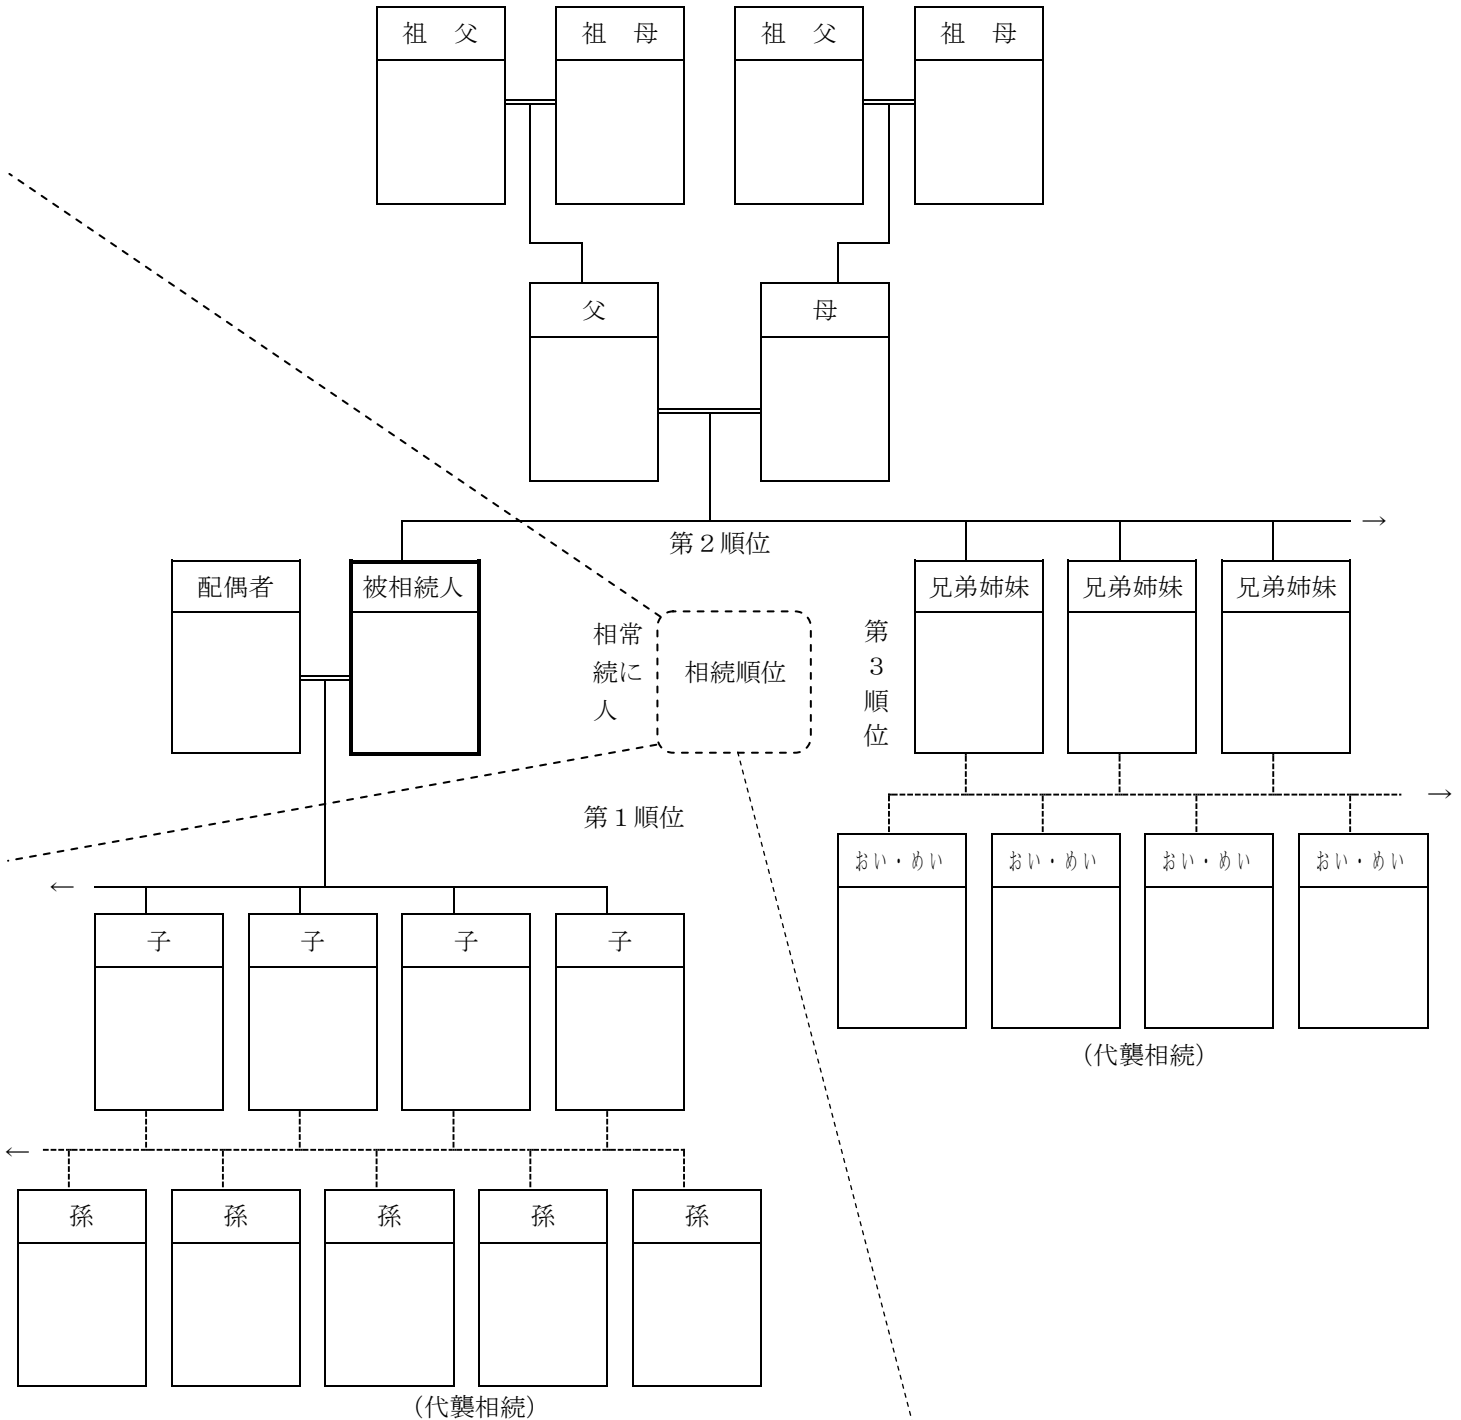 祖　父
祖　母
祖　父
祖　母
父
母
→
第２順位
配偶者
被相続人
兄弟姉妹
兄弟姉妹
兄弟姉妹
常に
相続人
相続順位
第３順位
→
第１順位
おい・めい
おい・めい
おい・めい
おい・めい
←
子
子
子
子
（代襲相続）
←
孫
孫
孫
孫
孫
（代襲相続）